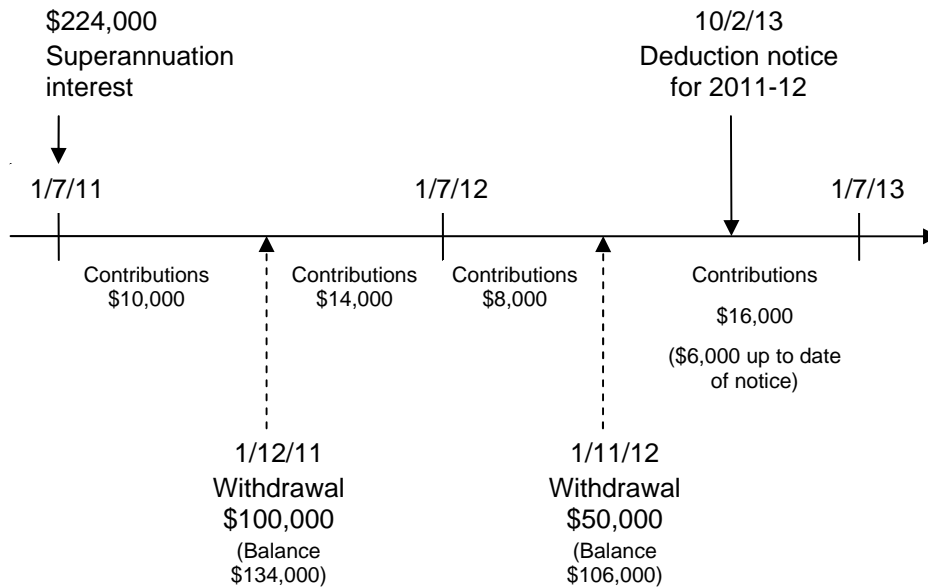 $224,000
Superannuation
interest
10/2/13
Deduction notice
for 2011-12
1/7/11
1/7/12
1/7/13
Contributions
$10,000
Contributions
$14,000
Contributions
$8,000
Contributions
$16,000
($6,000 up to date
of notice)
1/12/11
Withdrawal
$100,000
(Balance
$134,000)
1/11/12
Withdrawal
$50,000
(Balance
$106,000)